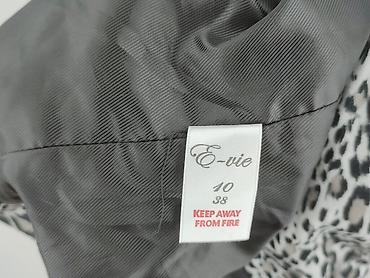 E-vie
10
38
KEEP AWAY
FROM FIRE